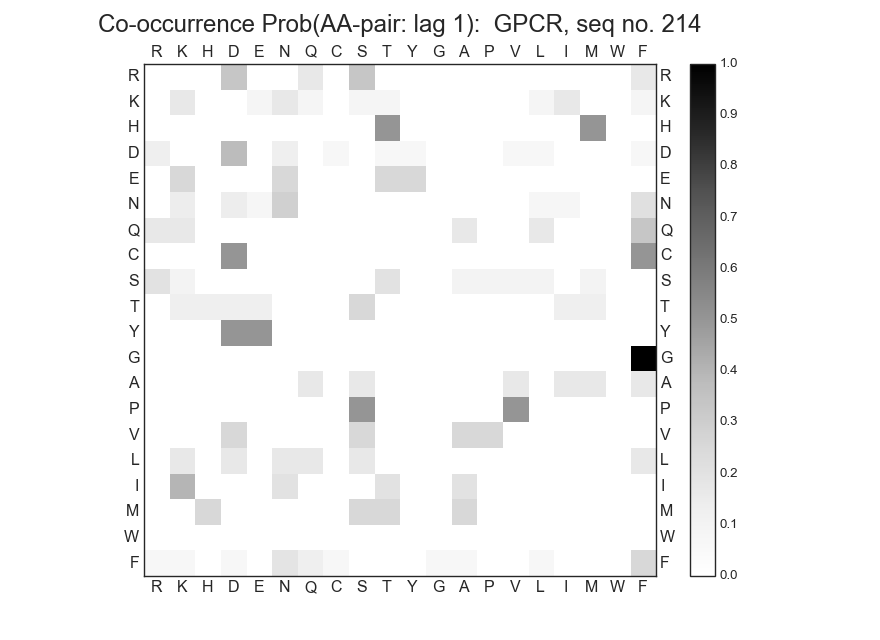 Co-occurrence Prob(AA-pair: lag 1):  GPCR, seq no. 214
R K H D E N Q C S T Y G A P V L I M W F
R R 1.0
K K 0.9
H H
D D 0.8
E E
N N 0.7
Q Q 0.6
C C
S S 0.5
T T
Y Y 0.4
G G
A A 0.3
P P
V V 0.2
L L
I I 0.1
M M
W W
F F 0.0
R K H D E N Q C S T Y G A P V L I M W F